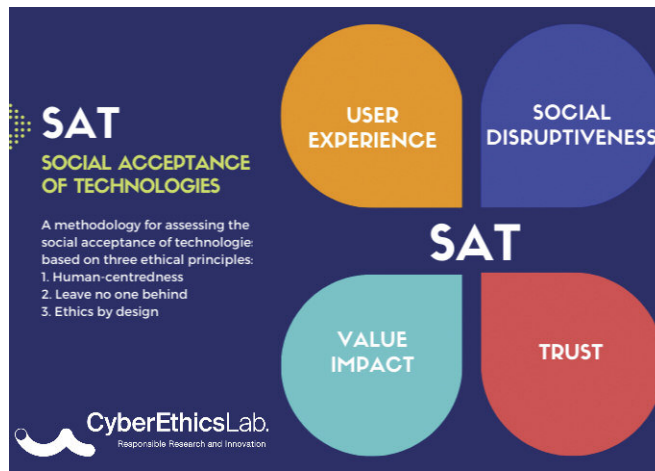 SAT
SOCIAL ACCEPTANCE
OF TECHNOLOGIES
A methodology for assessing the
social acceptance of technologie
based on three ethical principles:
1. Human-centredness
2. Leave no one behind
3. Ethics by design
CyberEthicsLab.
Responsible Research and Innovation
USER
EXPERIENCE
SOCIAL
DISRUPTIVENESS
SAT
VALUE
IMPACT
TRUST